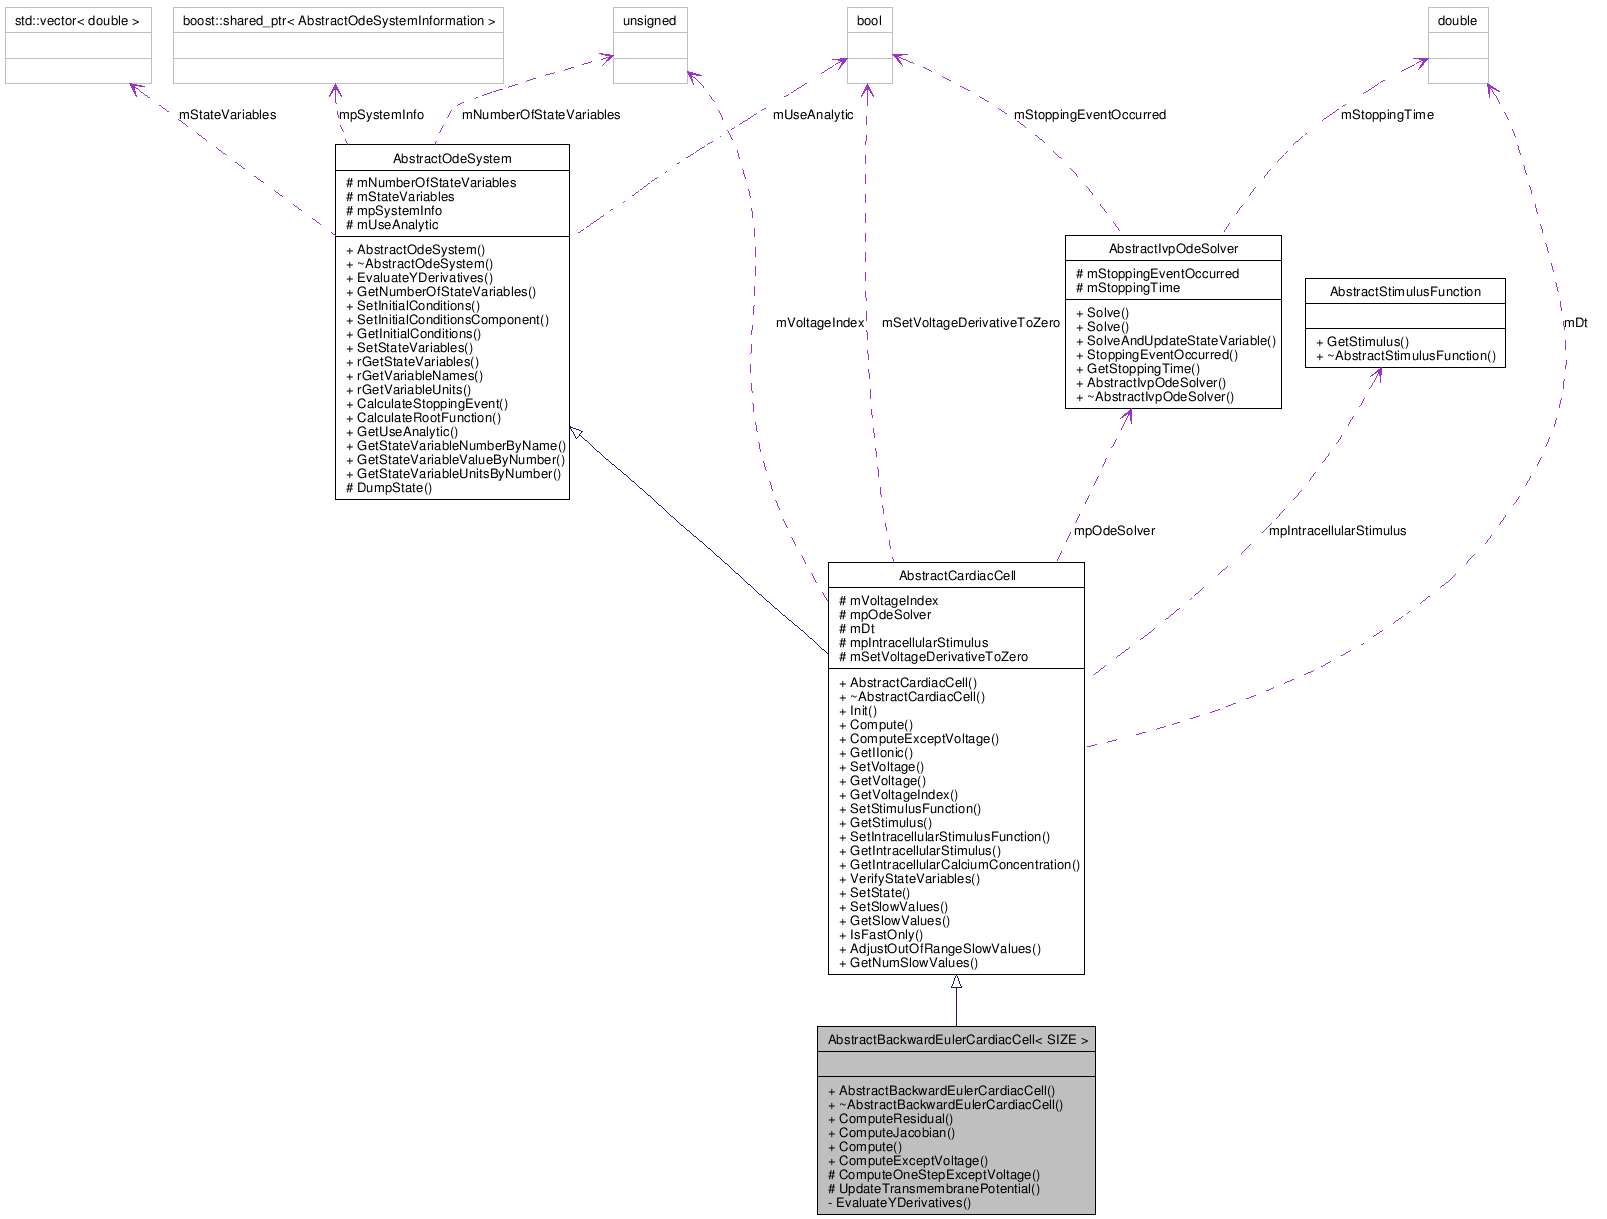 std::vector< double >
boost::shared_ptr< AbstractOdeSystemInformation >
unsigned
bool
double
mStateVariables
mpSystemInfo
mNumberOfStateVariables
mUseAnalytic
mStoppingEventOccurred
mStoppingTime
AbstractOdeSystem
# mNumberOfStateVariables
# mStateVariables
# mpSystemInfo
# mUseAnalytic
+ AbstractOdeSystem()
+ ~AbstractOdeSystem()
+ EvaluateYDerivatives()
+ GetNumberOfStateVariables()
+ SetInitialConditions()
+ SetInitialConditionsComponent()
+ GetInitialConditions()
+ SetStateVariables()
+ rGetStateVariables()
+ rGetVariableNames()
+ rGetVariableUnits()
+ CalculateStoppingEvent()
+ CalculateRootFunction()
+ GetUseAnalytic()
+ GetStateVariableNumberByName()
+ GetStateVariableValueByNumber()
+ GetStateVariableUnitsByNumber()
# DumpState()
AbstractIvpOdeSolver
# mStoppingEventOccurred
# mStoppingTime
+ Solve()
+ Solve()
+ SolveAndUpdateStateVariable()
+ StoppingEventOccurred()
+ GetStoppingTime()
+ AbstractIvpOdeSolver()
+ ~AbstractIvpOdeSolver()
AbstractStimulusFunction
+ GetStimulus()
+ ~AbstractStimulusFunction()
mVoltageIndex
mSetVoltageDerivativeToZero
mDt
mpOdeSolver
mpIntracellularStimulus
AbstractCardiacCell
# mVoltageIndex
# mpOdeSolver
# mDt
# mpIntracellularStimulus
# mSetVoltageDerivativeToZero
+ AbstractCardiacCell()
+ ~AbstractCardiacCell()
+ Init()
+ Compute()
+ ComputeExceptVoltage()
+ GetIIonic()
+ SetVoltage()
+ GetVoltage()
+ GetVoltageIndex()
+ SetStimulusFunction()
+ GetStimulus()
+ SetIntracellularStimulusFunction()
+ GetIntracellularStimulus()
+ GetIntracellularCalciumConcentration()
+ VerifyStateVariables()
+ SetState()
+ SetSlowValues()
+ GetSlowValues()
+ IsFastOnly()
+ AdjustOutOfRangeSlowValues()
+ GetNumSlowValues()
AbstractBackwardEulerCardiacCell< SIZE >
+ AbstractBackwardEulerCardiacCell()
+ ~AbstractBackwardEulerCardiacCell()
+ ComputeResidual()
+ ComputeJacobian()
+ Compute()
+ ComputeExceptVoltage()
# ComputeOneStepExceptVoltage()
# UpdateTransmembranePotential()
- EvaluateYDerivatives()